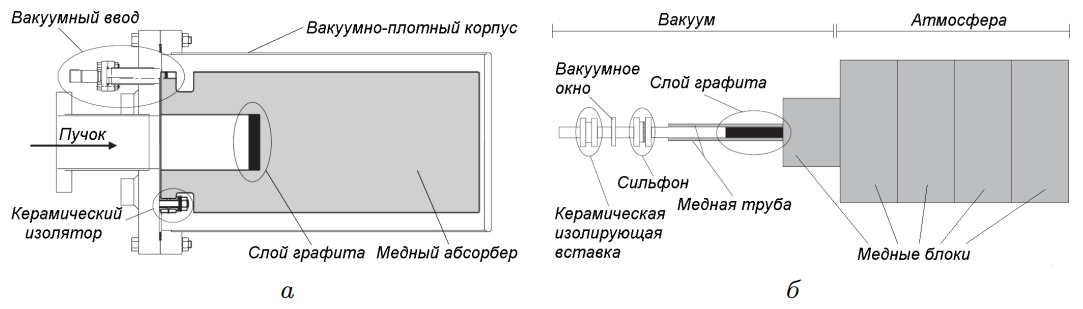 Вакуумный ввод
Вакуумно-плотный корпус
Пучок
Керамический
изолятор
Слой графита
Медный абсорбер
а
Вакуум
Атмосфера
Вакуумное
окно
Слой графита
Сильфон
Медная труба
Керамическая
изолирующая
вставка
Медные блоки
б